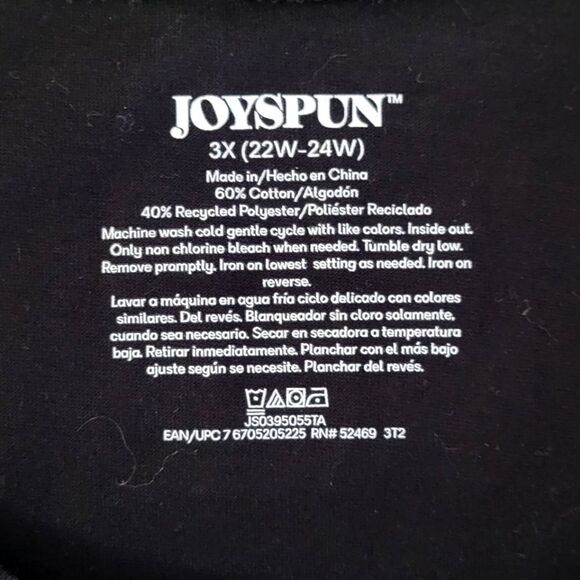 JOYSPUN™
3X (22W-24W)
Made in/Hecho en China
60% Cotton/Algodón
40% Recycled Polyester/Poliéster Reciclado
Machine wash cold gentle cycle with like colors. Inside out.
Only non chlorine bleach when needed. Tumble dry low.
Remove promptly. Iron on lowest setting as needed. Iron on
reverse.
Lavar a máquina en agua fría ciclo delicado con colores
similares. Del revés. Blanqueador sin cloro solamente,
cuando sea necesario. Secar en secadora a temperatura
baja. Retirar inmediatamente. Planchar con el más bajo
ajuste según se necesite. Planchar del revés.
JS0395055TA
EAN/UPC 7 6705205225 RN# 52469 3T2